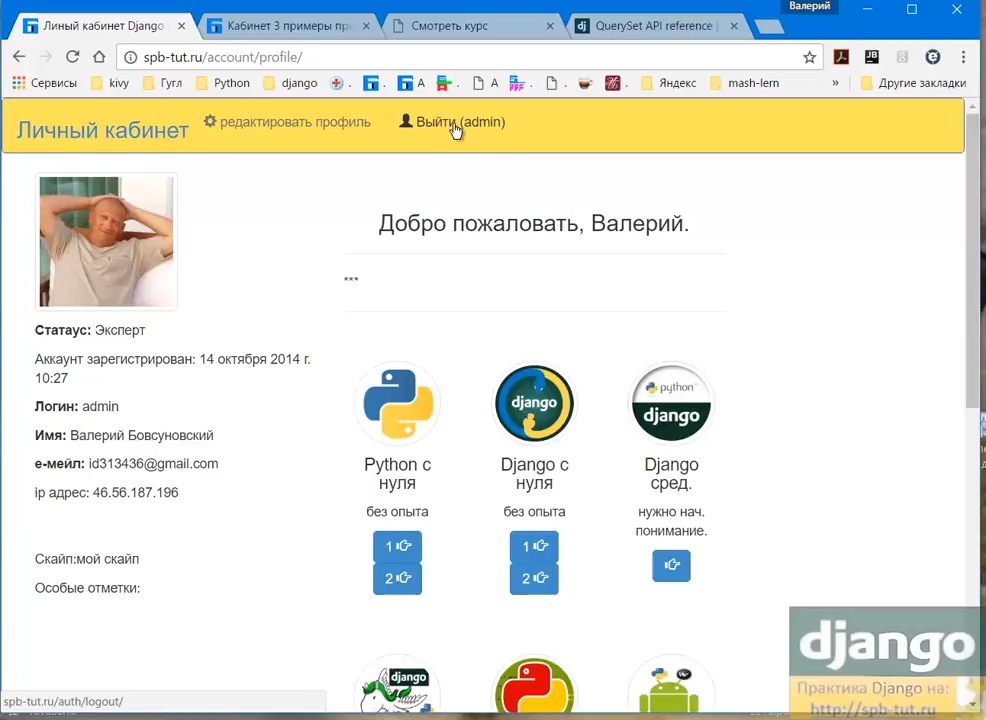 Валерий
Линый кабинет Django
Кабинет 3 примеры пр
Смотреть курс
QuerySet API reference |
spb-tut.ru/account/profile/
JB
Сервисы
kivy
Гугл
Python
django
A
A
Яндекс
mash-lern
»
Другие закладки
Личный кабинет
редактировать профиль
Выйти (admin)
Добро пожаловать, Валерий.
***
Статаус: Эксперт
Аккаунт зарегистрирован: 14 октября 2014 г.
10:27
Логин: admin
Имя: Валерий Бовсуновский
е-мейл: id313436@gmail.com
ip адрес: 46.56.187.196
Скайп:мой скайп
Особые отметки:
django
python
django
Python с
нуля
Django с
нуля
Django
сред.
без опыта
без опыта
нужно нач.
понимание.
1
1
2
2
django
spb-tut.ru/auth/logout/
django
Практика Django на:
http://spb-tut.ru